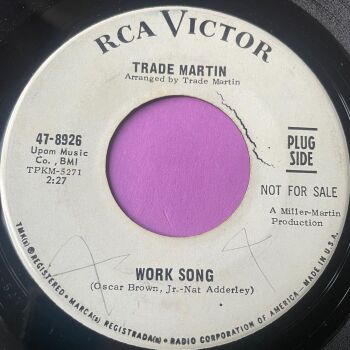 RCA VICTOR
TRADE MARTIN
Arranged by Trade Martin
47-8926
Upam Music
Co., BMI
TPKM-5271
2:27
PLUG
SIDE
NOT FOR SALE
A Miller-Martin
Production
WORK SONG
(Oscar Brown, Jr.-Nat Adderley)
TMK(s) ® REGISTERED • MARCA(s) REGISTRADA(s) • RADIO CORPORATION OF AMERICA—MADE IN U.S.A.